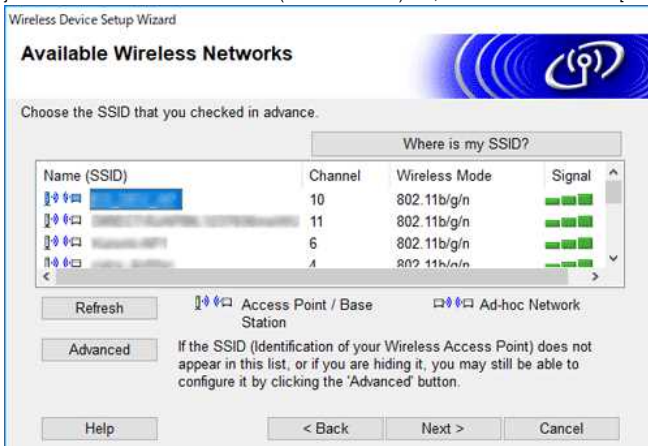 Wireless Device Setup Wizard
Available Wireless Networks
Choose the SSID that you checked in advance.
Where is my SSID?
Name (SSID) Channel Wireless Mode Signal
10 802.11b/g/n
11 802.11b/g/n
6 802.11b/g/n
4 802.11b/g/n
Refresh
Access Point / Base
Station
Ad-hoc Network
Advanced
If the SSID (Identification of your Wireless Access Point) does not
appear in this list, or if you are hiding it, you may still be able to
configure it by clicking the 'Advanced' button.
Help < Back Next > Cancel